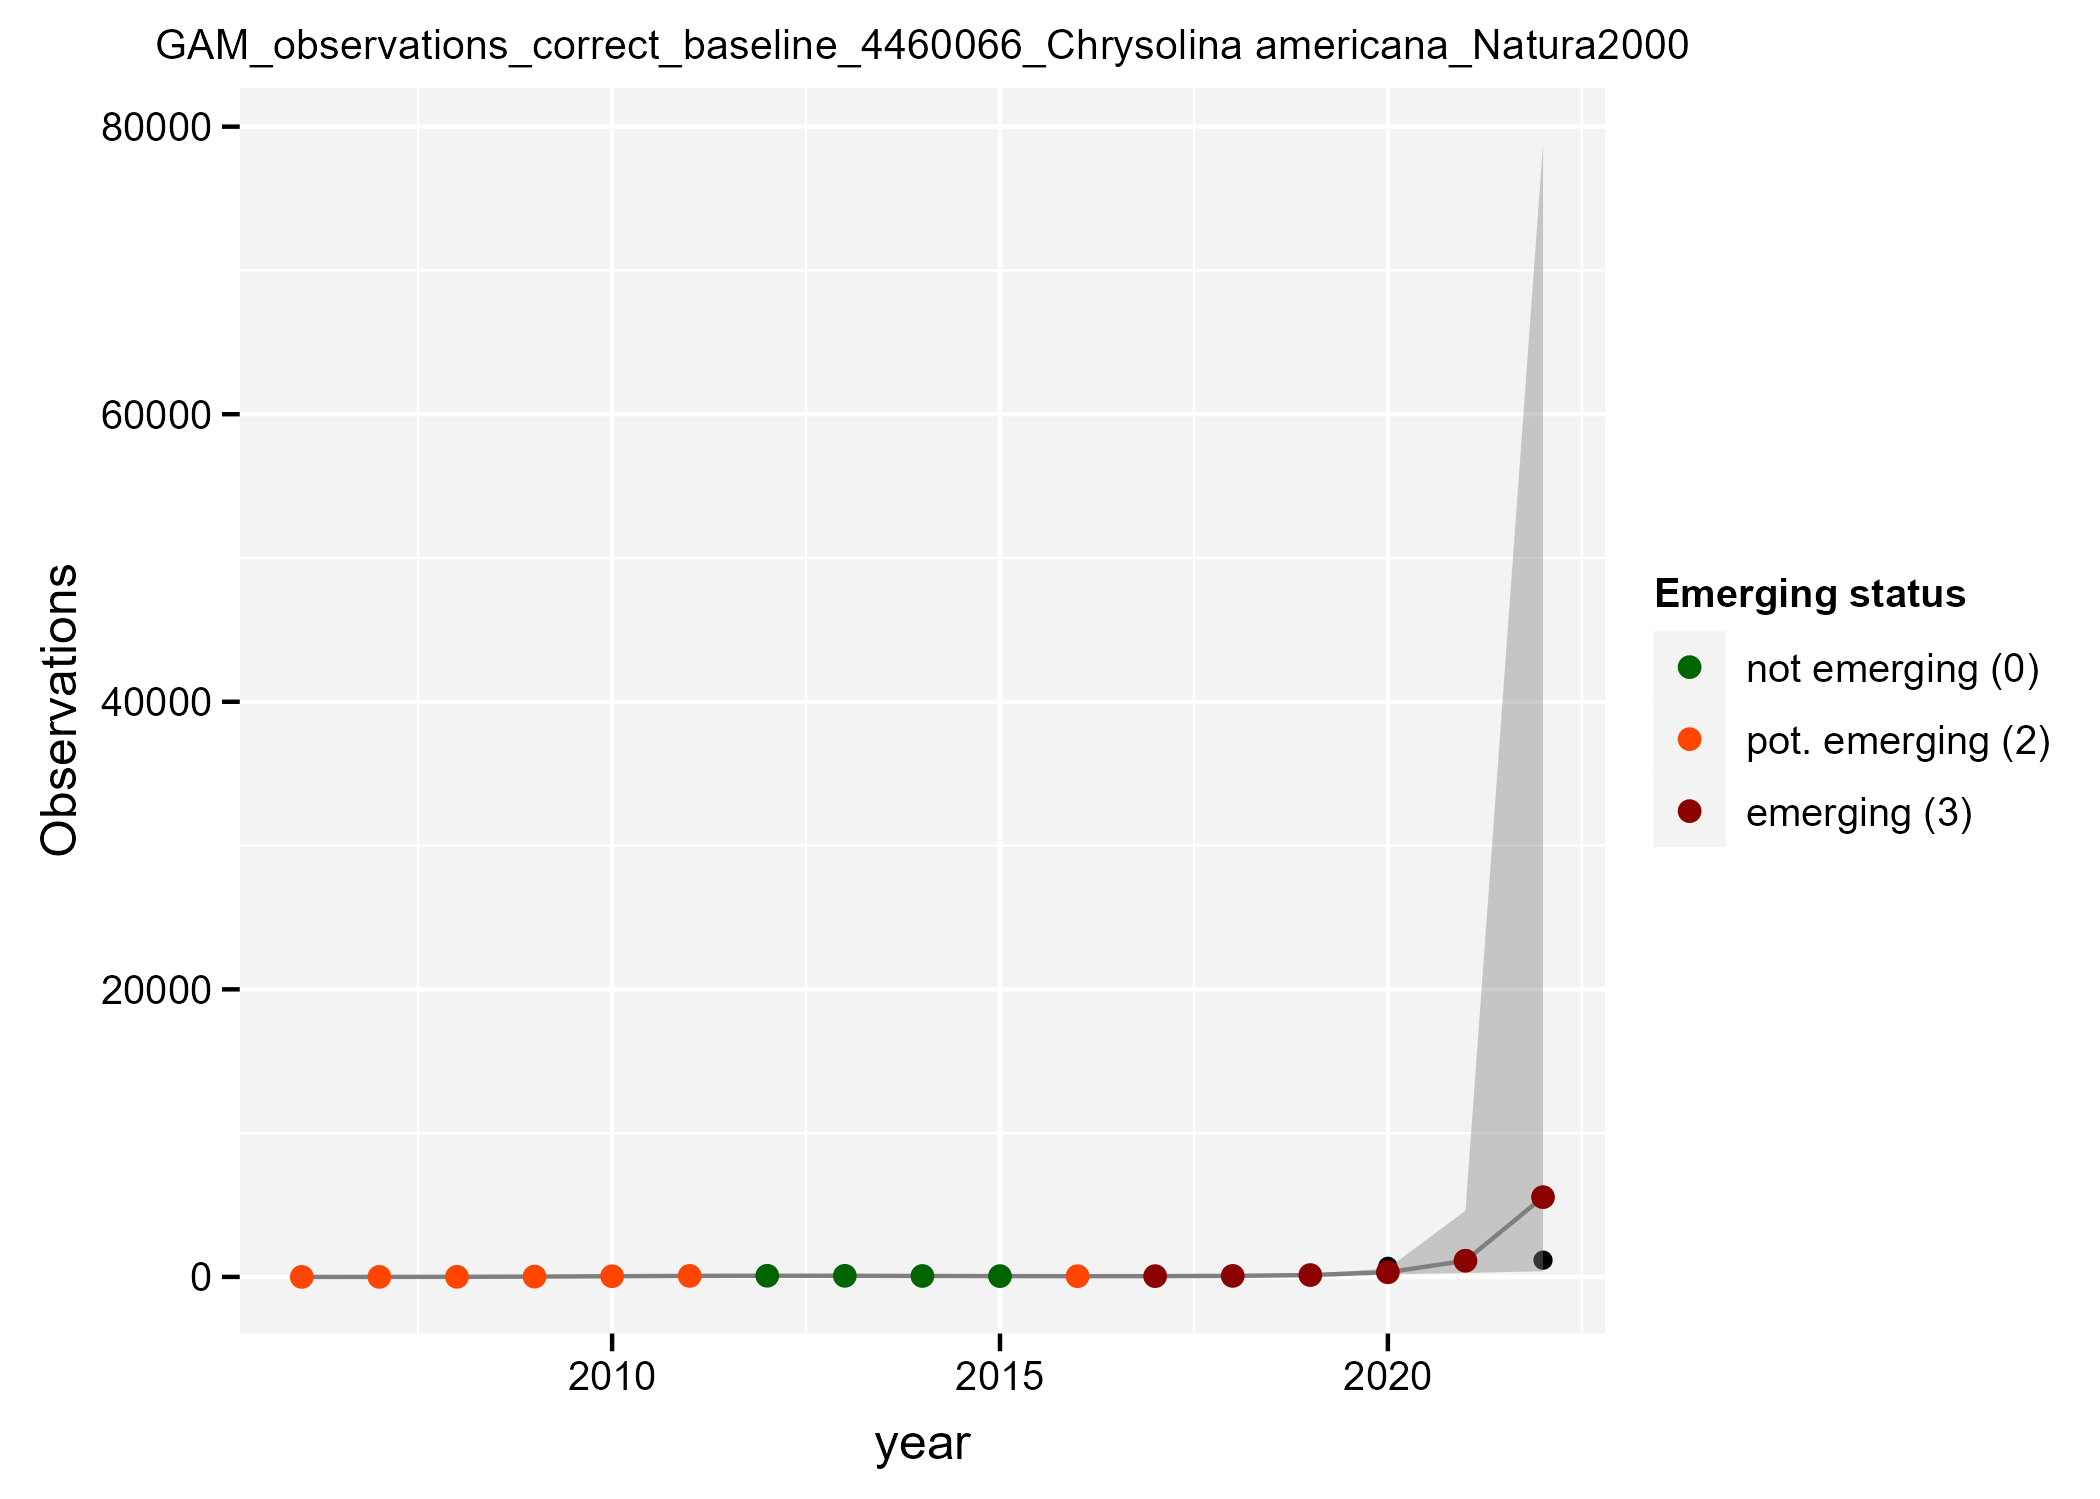 GAM_observations_correct_baseline_4460066_Chrysolina americana_Natura2000
80000
60000
40000
20000
0
Observations
2010
2015
2020
year
Emerging status
not emerging (0)
pot. emerging (2)
emerging (3)